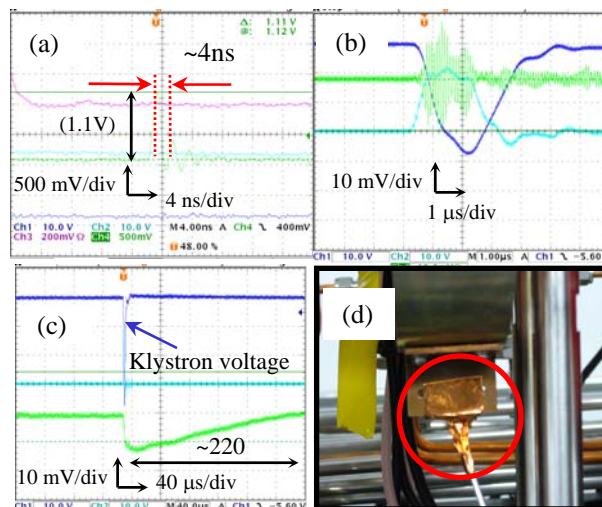 (a)
~4ns
Δ: 1.11 V
@: 1.12 V
(1.1V)
500 mV/div
4 ns/div
Ch1 10.0 V Ch2 10.0 V M 4.00ns A Ch4 ﹨ 400mV
Ch3 200mVΩ Ch4 500mV
48.00 %
(b)
10 mV/div
1 μs/div
Ch1 10.0 V Ch2 10.0 V M 1.00μs A Ch1 ﹨ -5.60
(c)
Klystron voltage
~220
10 mV/div
40 μs/div
(d)